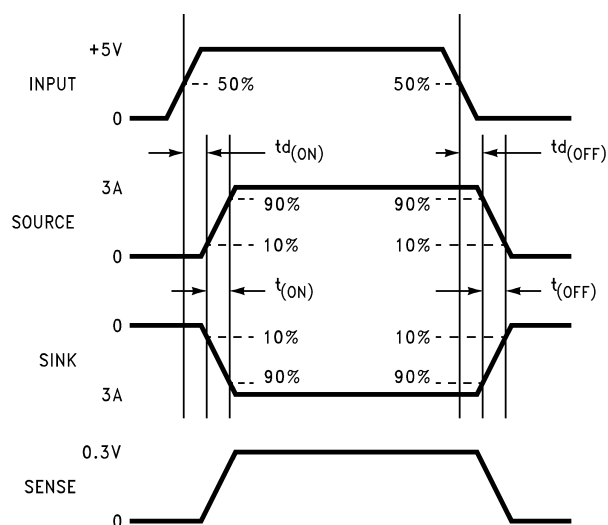 +5V
INPUT
50% 50%
0
td(ON) td(OFF)
3A
90% 90%
SOURCE
10% 10%
0
t(ON) t(OFF)
0
10% 10%
SINK
90% 90%
3A
0.3V
SENSE
0